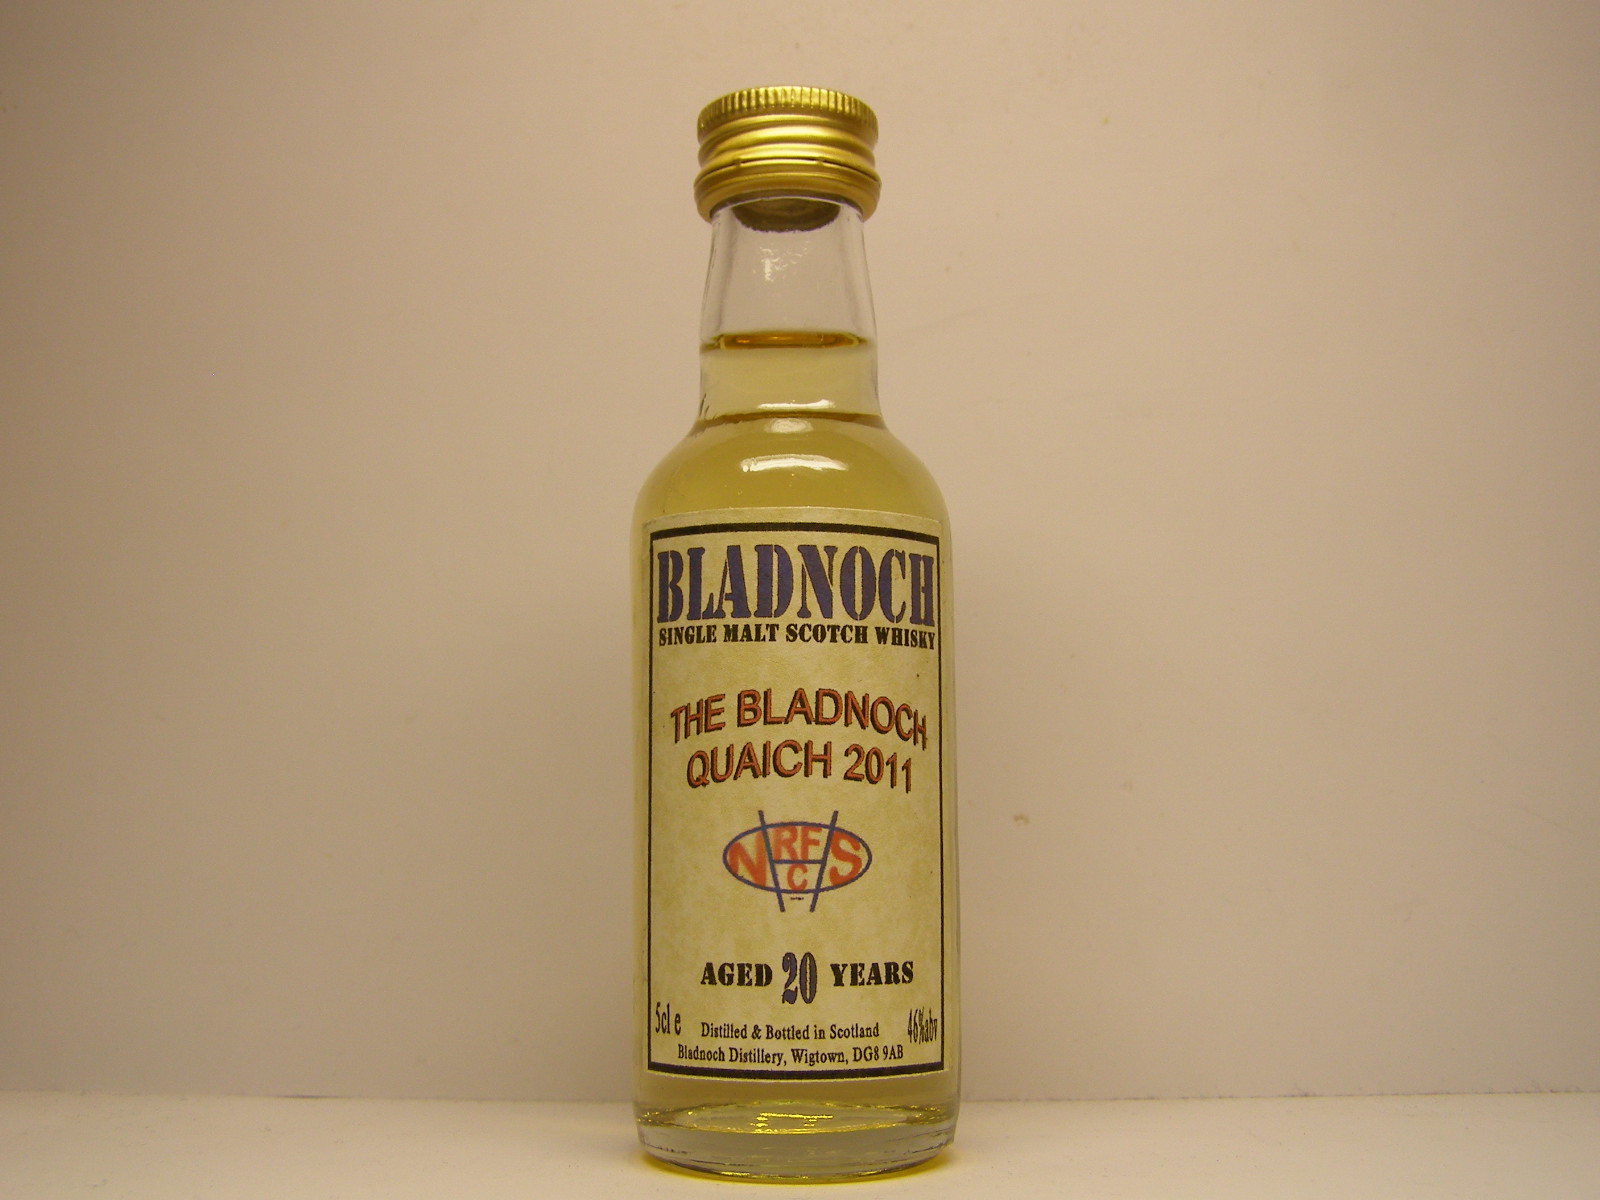 BLADNOCH
SINGLE MALT SCOTCH WHISKY
THE BLADNOCH
QUAICH 2011
N RF S
C
AGED 20 YEARS
5cl e Distilled & Bottled in Scotland 46%abv
Bladnoch Distillery, Wigtown, DG8 9AB